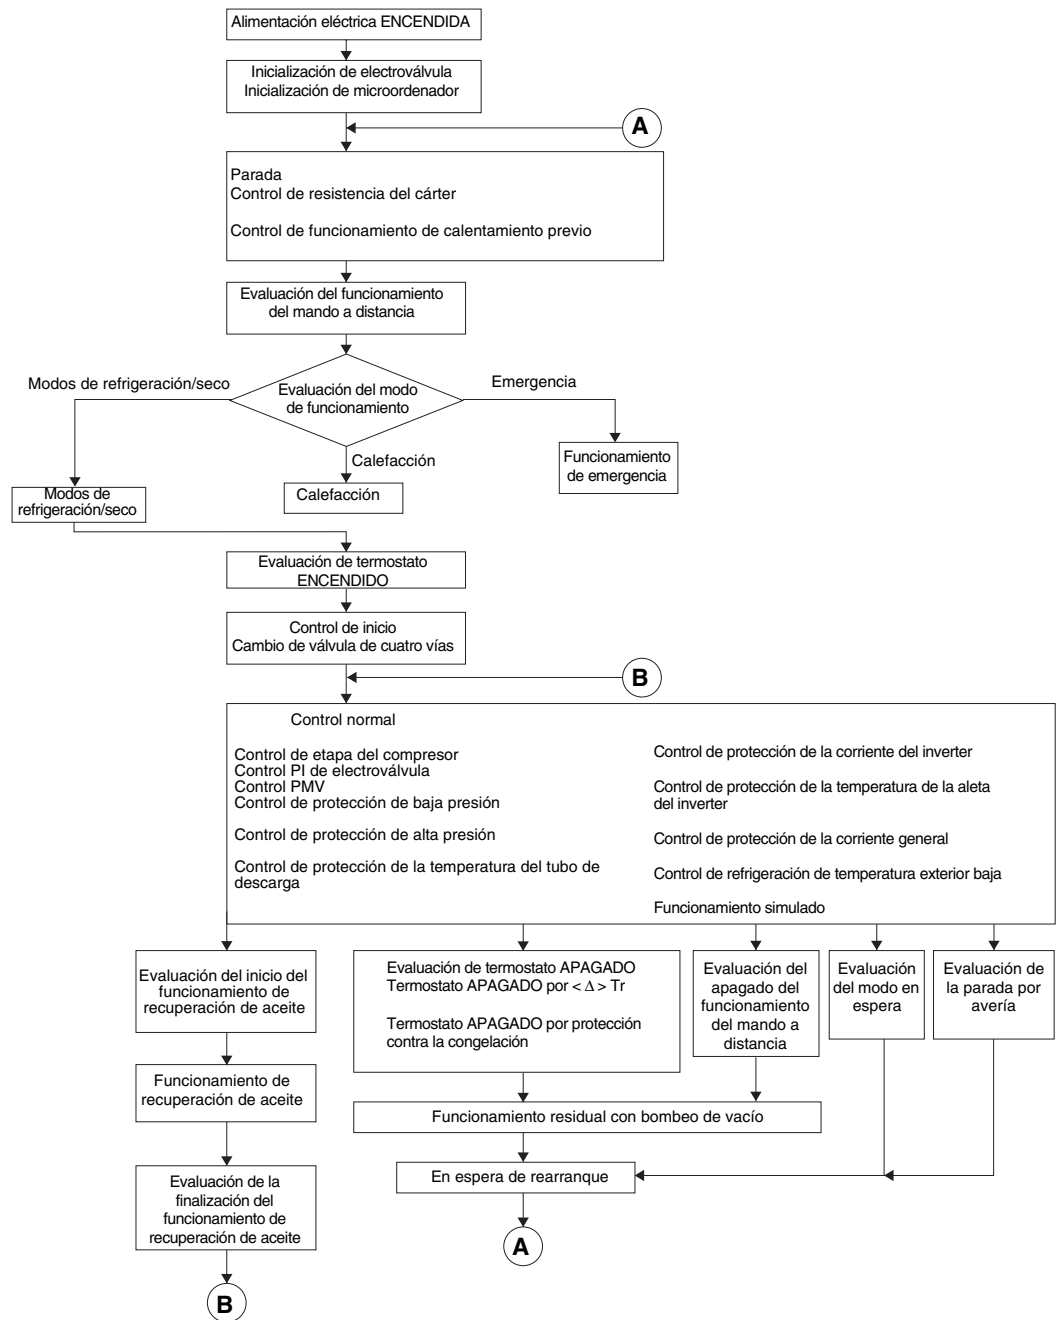 Alimentación eléctrica ENCENDIDA
Inicialización de electroválvula
Inicialización de microordenador
A
Parada
Control de resistencia del cárter
Control de funcionamiento de calentamiento previo
Evaluación del funcionamiento
del mando a distancia
Modos de refrigeración/seco
Evaluación del modo
de funcionamiento
Emergencia
Calefacción
Funcionamiento
de emergencia
Calefacción
Modos de
refrigeración/seco
Evaluación de termostato
ENCENDIDO
Control de inicio
Cambio de válvula de cuatro vías
B
Control normal
Control de etapa del compresor
Control PI de electroválvula
Control PMV
Control de protección de baja presión
Control de protección de alta presión
Control de protección de la temperatura del tubo de
descarga
Control de protección de la corriente del inverter
Control de protección de la temperatura de la aleta
del inverter
Control de protección de la corriente general
Control de refrigeración de temperatura exterior baja
Funcionamiento simulado
Evaluación del inicio del
funcionamiento de
recuperación de aceite
Funcionamiento de
recuperación de aceite
Evaluación de la
finalización del
funcionamiento de
recuperación de aceite
B
Evaluación de termostato APAGADO
Termostato APAGADO por < Δ > Tr
Termostato APAGADO por protección
contra la congelación
Evaluación del
apagado del
funcionamiento
del mando a
distancia
Evaluación
del modo en
espera
Evaluación de
la parada por
avería
Funcionamiento residual con bombeo de vacío
En espera de rearranque
A